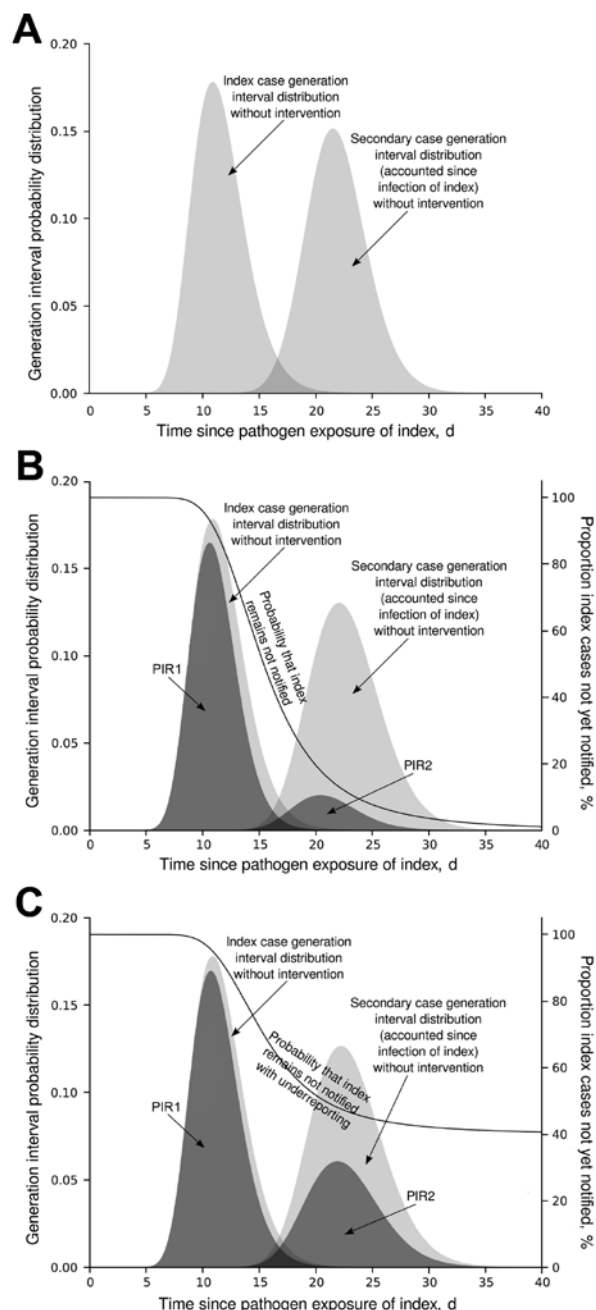 A
Generation interval probability distribution
0.20
0.15
0.10
0.05
0.00
Index case generation
interval distribution
without intervention
Secondary case generation
interval distribution
(accounted since
infection of index)
without intervention
0 5 10 15 20 25 30 35 40
Time since pathogen exposure of index, d
B
Generation interval probability distribution
0.20
0.15
0.10
0.05
0.00
Index case generation
interval distribution
without intervention
Probability that index
remains not notified
Secondary case generation
interval distribution
(accounted since
infection of index)
without intervention
PIR1
PIR2
100
80
60
40
20
0
Proportion index cases not yet notified, %
0 5 10 15 20 25 30 35 40
Time since pathogen exposure of index, d
C
Generation interval probability distribution
0.20
0.15
0.10
0.05
0.00
Index case generation
interval distribution
without intervention
Probability that index
remains not notified
with underreporting
Secondary case generation
interval distribution
(accounted since
infection of index)
without intervention
PIR1
PIR2
100
80
60
40
20
0
Proportion index cases not yet notified, %
0 5 10 15 20 25 30 35 40
Time since pathogen exposure of index, d